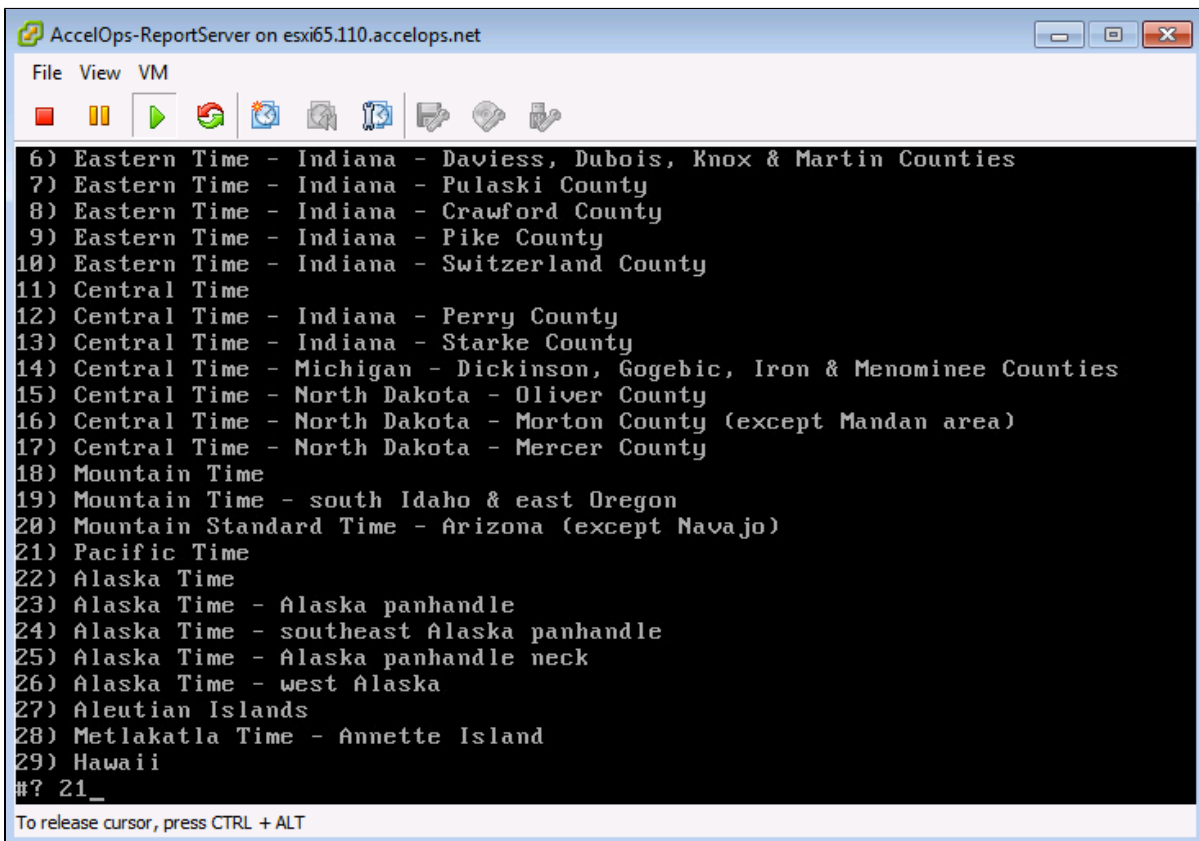 AccelOps-ReportServer on esxi65.110.accelops.net
File View VM
6) Eastern Time - Indiana - Daviess, Dubois, Knox & Martin Counties
7) Eastern Time - Indiana - Pulaski County
8) Eastern Time - Indiana - Crawford County
9) Eastern Time - Indiana - Pike County
10) Eastern Time - Indiana - Switzerland County
11) Central Time
12) Central Time - Indiana - Perry County
13) Central Time - Indiana - Starke County
14) Central Time - Michigan - Dickinson, Gogebic, Iron & Menominee Counties
15) Central Time - North Dakota - Oliver County
16) Central Time - North Dakota - Morton County (except Mandan area)
17) Central Time - North Dakota - Mercer County
18) Mountain Time
19) Mountain Time - south Idaho & east Oregon
20) Mountain Standard Time - Arizona (except Navajo)
21) Pacific Time
22) Alaska Time
23) Alaska Time - Alaska panhandle
24) Alaska Time - southeast Alaska panhandle
25) Alaska Time - Alaska panhandle neck
26) Alaska Time - west Alaska
27) Aleutian Islands
28) Metlakatla Time - Annette Island
29) Hawaii
#? 21_
To release cursor, press CTRL + ALT